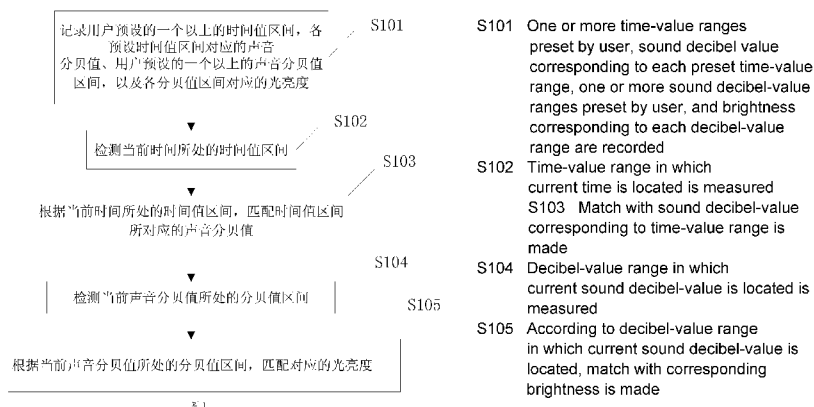 记录用户预设的一个以上的时间值区间，各
预设时间值区间对应的声音
分贝值、用户预设的一个以上的声音分贝值
区间，以及各分贝值区间对应的光亮度
S101
S102
检测当前时间所处的时间值区间
S103
根据当前时间所处的时间值区间，匹配时间值区间
所对应的声音分贝值
S104
检测当前声音分贝值所处的分贝值区间
S105
根据当前声音分贝值所处的分贝值区间，匹配对应的光亮度
S101 One or more time-value ranges
preset by user, sound decibel value
corresponding to each preset time-value
range, one or more sound decibel-value
ranges preset by user, and brightness
corresponding to each decibel-value
range are recorded
S102 Time-value range in which
current time is located is measured
S103 Match with sound decibel-value
corresponding to time-value range is
made
S104 Decibel-value range in which
current sound decibel-value is located is
measured
S105 According to decibel-value range
in which current sound decibel-value is
located, match with corresponding
brightness is made